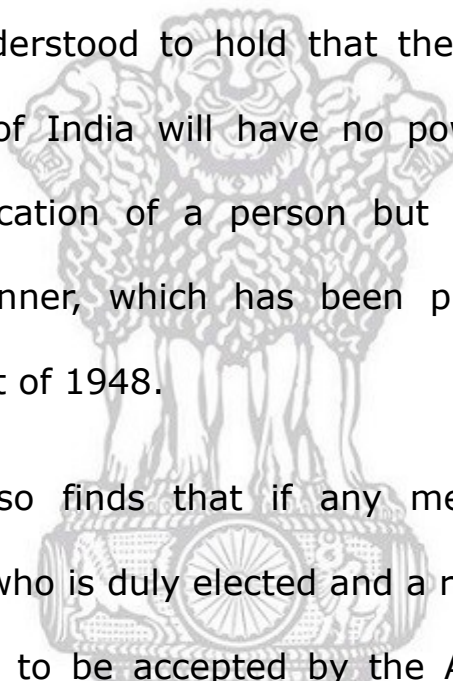 derstood to hold that the
of India will have no pow
cation of a person but
nner, which has been p
t of 1948.
so finds that if any me
who is duly elected and a r
to be accepted by the A